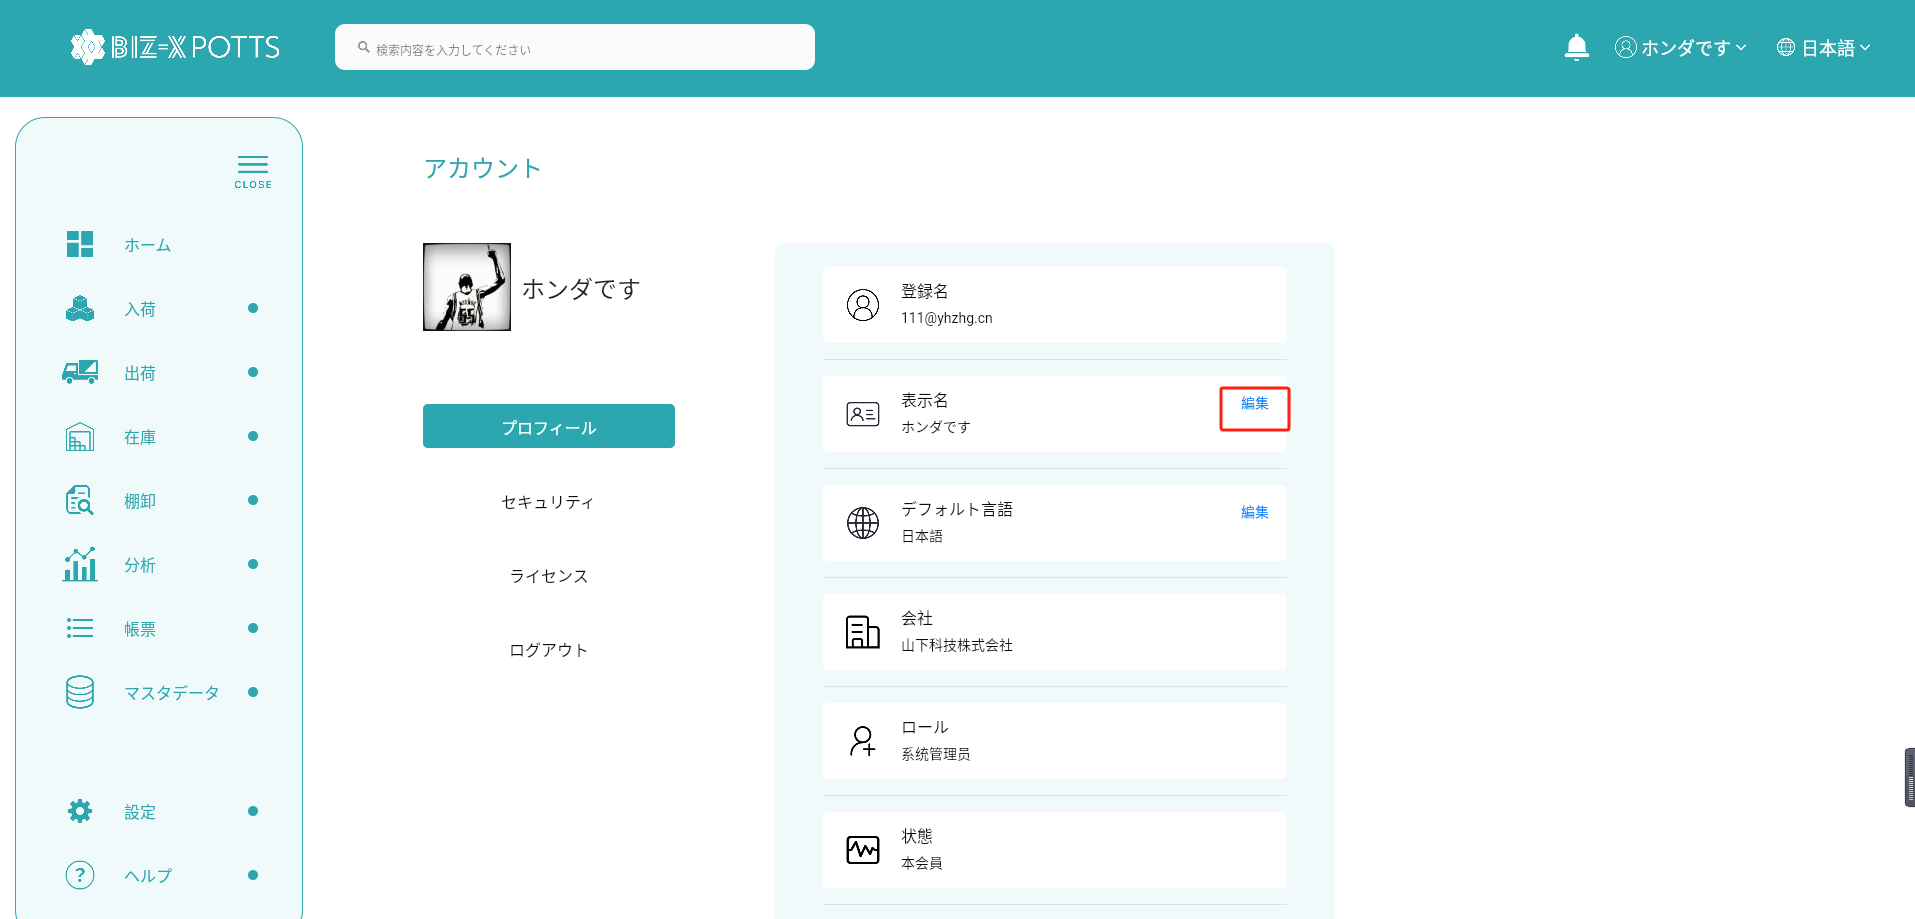 BIZ-X POTTS
検索内容を入力してください
ホンダです
日本語
CLOSE
ホーム
入荷
出荷
在庫
棚卸
分析
帳票
マスタデータ
設定
ヘルプ
アカウント
ホンダです
プロフィール
セキュリティ
ライセンス
ログアウト
登録名
111@yhzhg.cn
表示名
編集
ホンダです
デフォルト言語
編集
日本語
会社
山下科技株式会社
ロール
系统管理员
状態
本会員